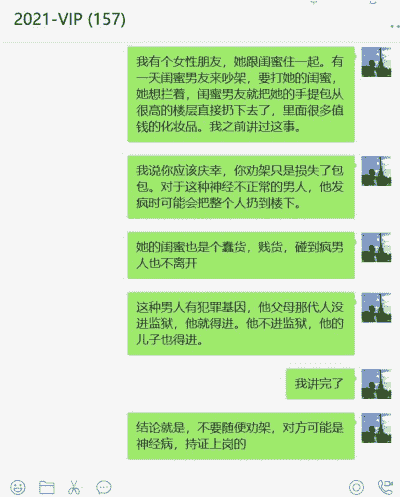 2021-VIP (157)
我有个女性朋友，她跟闺蜜住一起。有
一天闺蜜男友来吵架，要打她的闺蜜，
她想拦着，闺蜜男友就把她的手提包从
很高的楼层直接扔下去了，里面很多值
钱的化妆品。我之前讲过这事。
我说你应该庆幸，你劝架只是损失了包
包。对于这种神经不正常的男人，他发
疯时可能会把整个人扔到楼下。
她的闺蜜也是个蠢货，贱货，碰到疯男
人也不离开
这种男人有犯罪基因，他父母那代人没
进监狱，他就得进。他不进监狱，他的
儿子也得进。
我讲完了
结论就是，不要随便劝架，对方可能是
神经病，持证上岗的